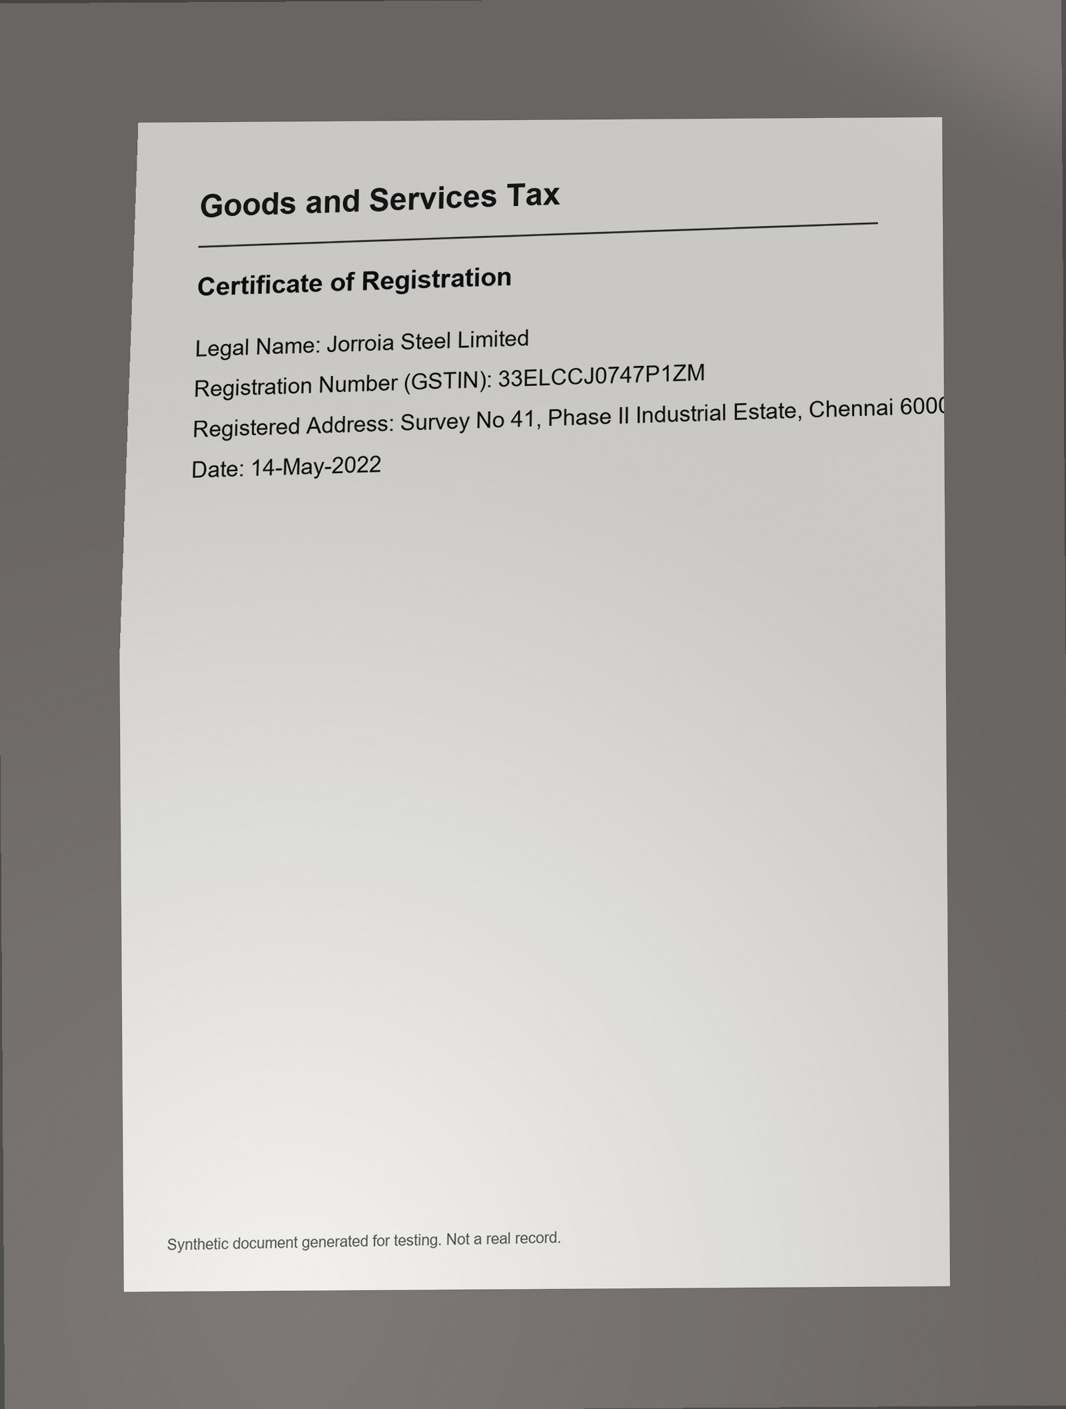 Goods and Services Tax
Certificate of Registration
Legal Name: Jorroia Steel Limited
Registration Number (GSTIN): 33ELCCJ0747P1ZM
Registered Address: Survey No 41, Phase II Industrial Estate, Chennai
Date: 14-May-2022
Synthetic document generated for testing. Not a real record.